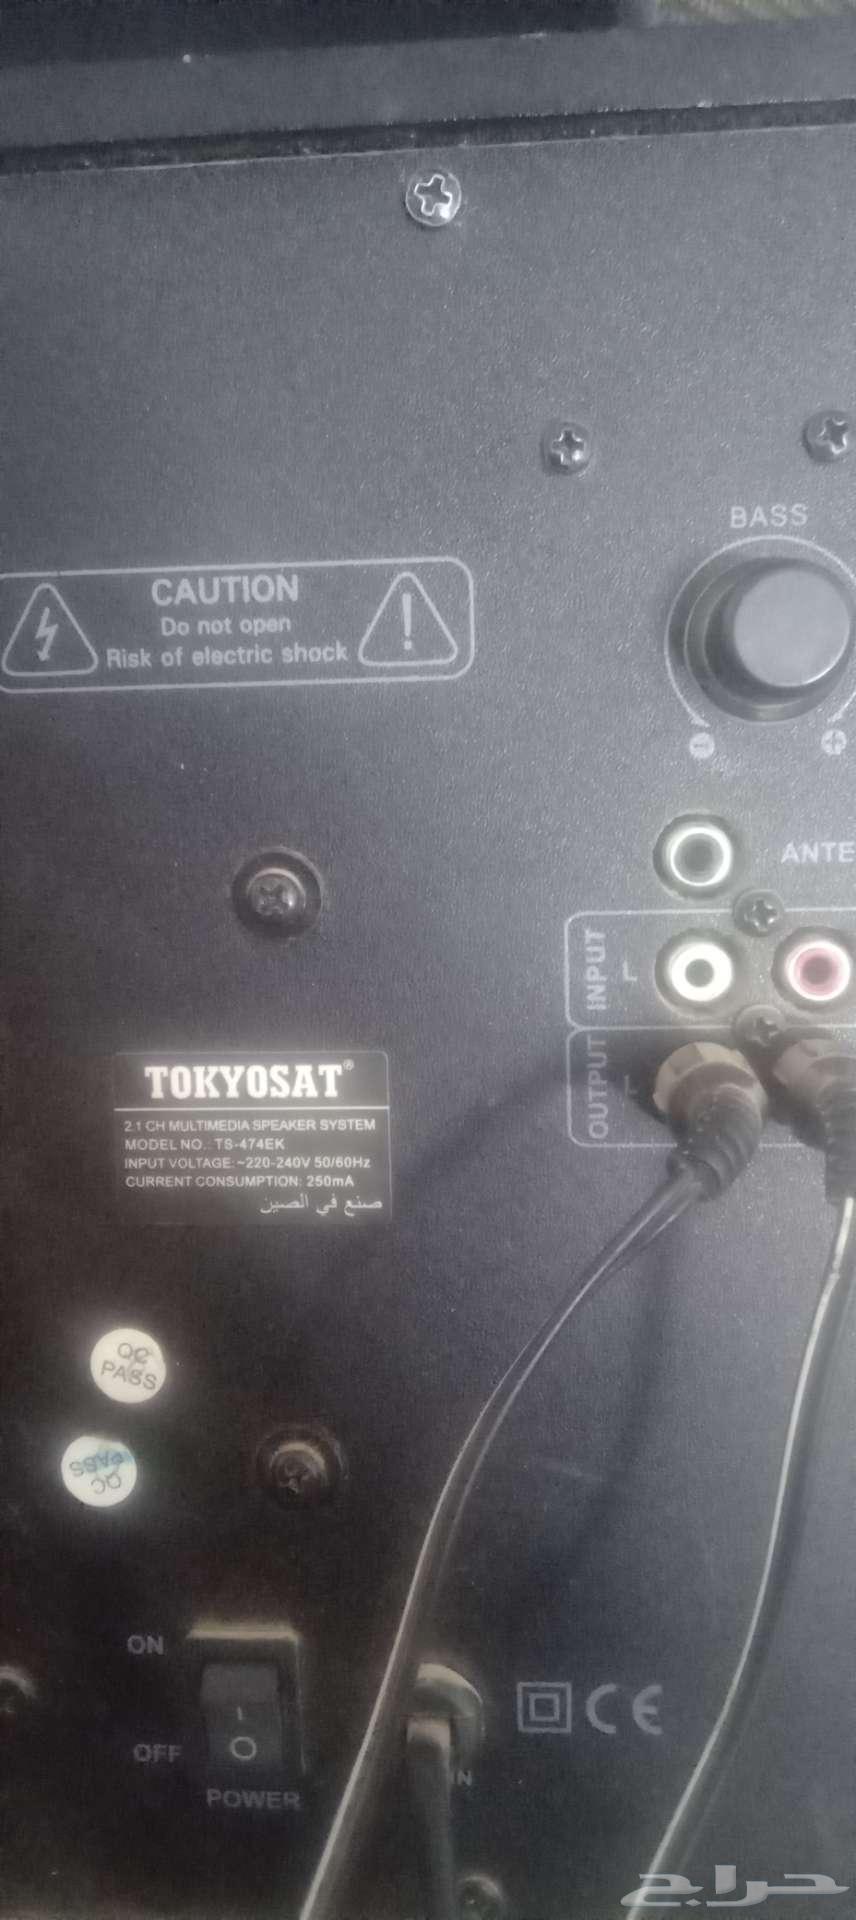 BASS
CAUTION
Do not open
Risk of electric shock
INPUT
L
OUTPUT
L
TOKYOSAT®
2.1 CH MULTIMEDIA SPEAKER SYSTEM
MODEL NO.: TS-474EK
INPUT VOLTAGE: ~220-240V 50/60Hz
CURRENT CONSUMPTION: 250mA
صنع في الصين
QC
PASS
QC
PASS
ON
I
OFF
O
POWER
CE
حراج